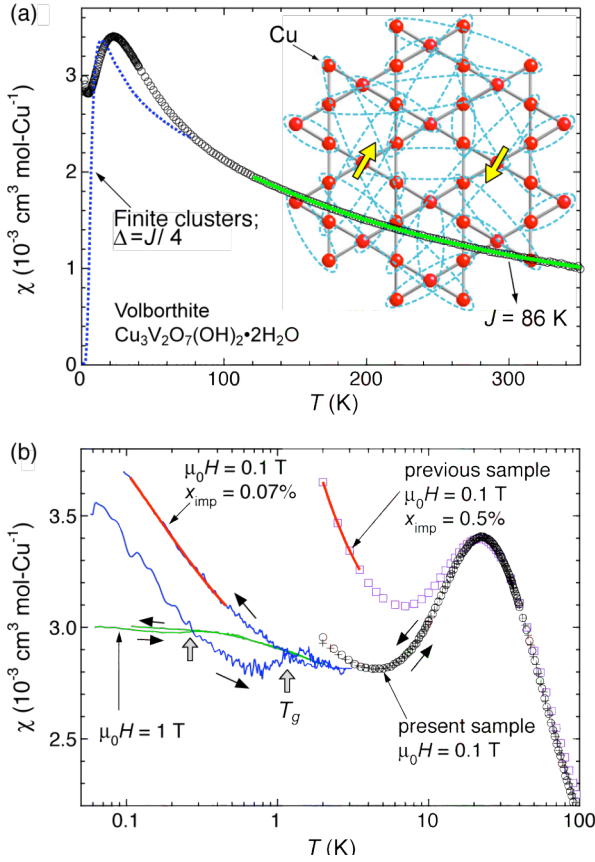 (a)
Cu
Finite clusters;
Δ=J/ 4
Volborthite
Cu₃V₂O₇(OH)₂•2H₂O
J = 86 K
χ (10⁻³ cm³ mol-Cu⁻¹)
4
3
2
1
0
0 100 200 300
T (K)
(b)
μ₀H = 0.1 T
x_imp = 0.07%
previous sample
μ₀H = 0.1 T
x_imp = 0.5%
μ₀H = 1 T
T_g
present sample
μ₀H = 0.1 T
χ (10⁻³ cm³ mol-Cu⁻¹)
3.5
3.0
2.5
0.1 1 10 100
T (K)